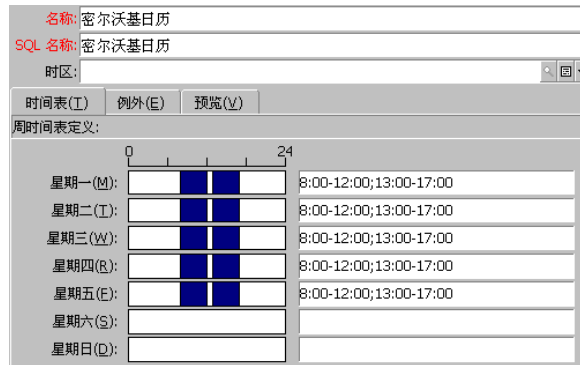 名称: 密尔沃基日历
SQL 名称: 密尔沃基日历
时区:
时间表(T) 例外(E) 预览(V)
周时间表定义:
0 24
星期一(M): 8:00-12:00;13:00-17:00
星期二(T): 8:00-12:00;13:00-17:00
星期三(W): 8:00-12:00;13:00-17:00
星期四(R): 8:00-12:00;13:00-17:00
星期五(F): 8:00-12:00;13:00-17:00
星期六(S):
星期日(D):